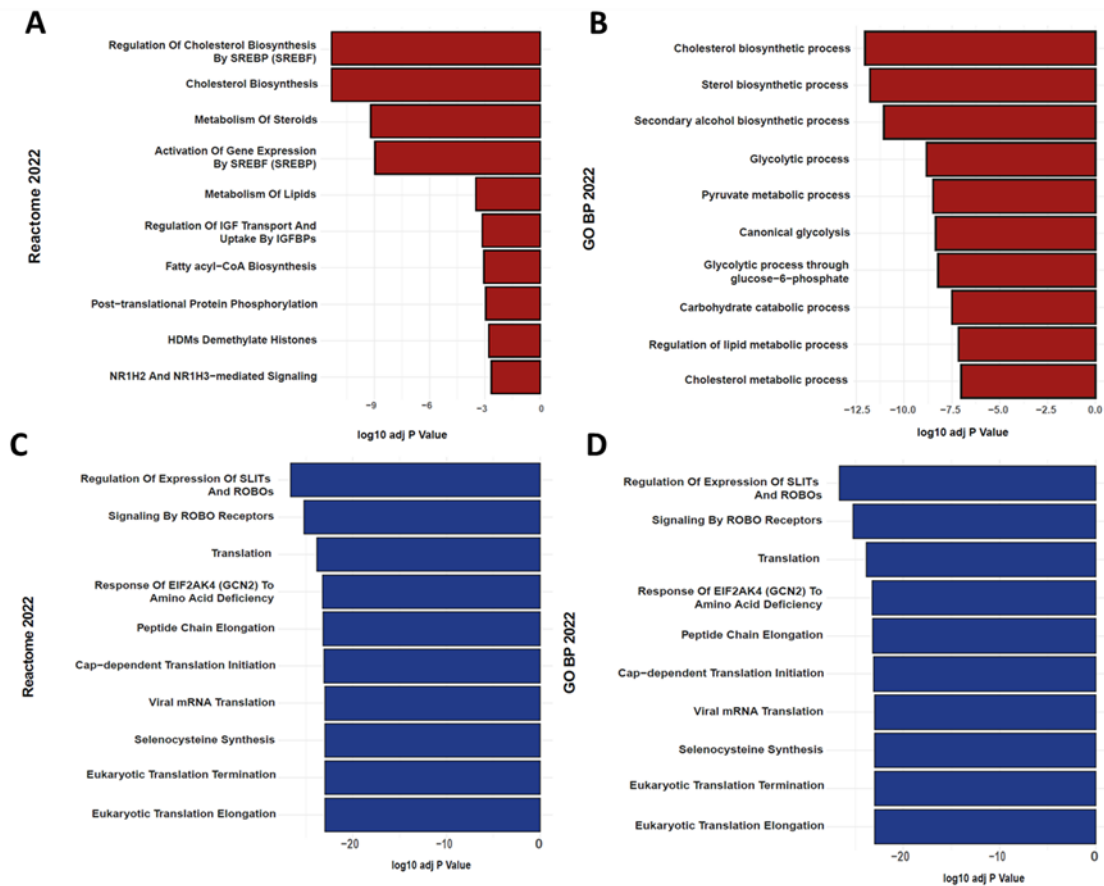 A
Reactome 2022
Regulation Of Cholesterol Biosynthesis
By SREBP (SREBF)
Cholesterol Biosynthesis
Metabolism Of Steroids
Activation Of Gene Expression
By SREBF (SREBP)
Metabolism Of Lipids
Regulation Of IGF Transport And
Uptake By IGFBPs
Fatty acyl−CoA Biosynthesis
Post−translational Protein Phosphorylation
HDMs Demethylate Histones
NR1H2 And NR1H3−mediated Signaling
−9 −6 −3 0
log10 adj P Value
B
GO BP 2022
Cholesterol biosynthetic process
Sterol biosynthetic process
Secondary alcohol biosynthetic process
Glycolytic process
Pyruvate metabolic process
Canonical glycolysis
Glycolytic process through
glucose−6−phosphate
Carbohydrate catabolic process
Regulation of lipid metabolic process
Cholesterol metabolic process
−12.5 −10.0 −7.5 −5.0 −2.5 0.0
log10 adj P Value
C
Reactome 2022
Regulation Of Expression Of SLITs
And ROBOs
Signaling By ROBO Receptors
Translation
Response Of EIF2AK4 (GCN2) To
Amino Acid Deficiency
Peptide Chain Elongation
Cap−dependent Translation Initiation
Viral mRNA Translation
Selenocysteine Synthesis
Eukaryotic Translation Termination
Eukaryotic Translation Elongation
−20 −10 0
log10 adj P Value
D
GO BP 2022
Regulation Of Expression Of SLITs
And ROBOs
Signaling By ROBO Receptors
Translation
Response Of EIF2AK4 (GCN2) To
Amino Acid Deficiency
Peptide Chain Elongation
Cap−dependent Translation Initiation
Viral mRNA Translation
Selenocysteine Synthesis
Eukaryotic Translation Termination
Eukaryotic Translation Elongation
−20 −10 0
log10 adj P Value